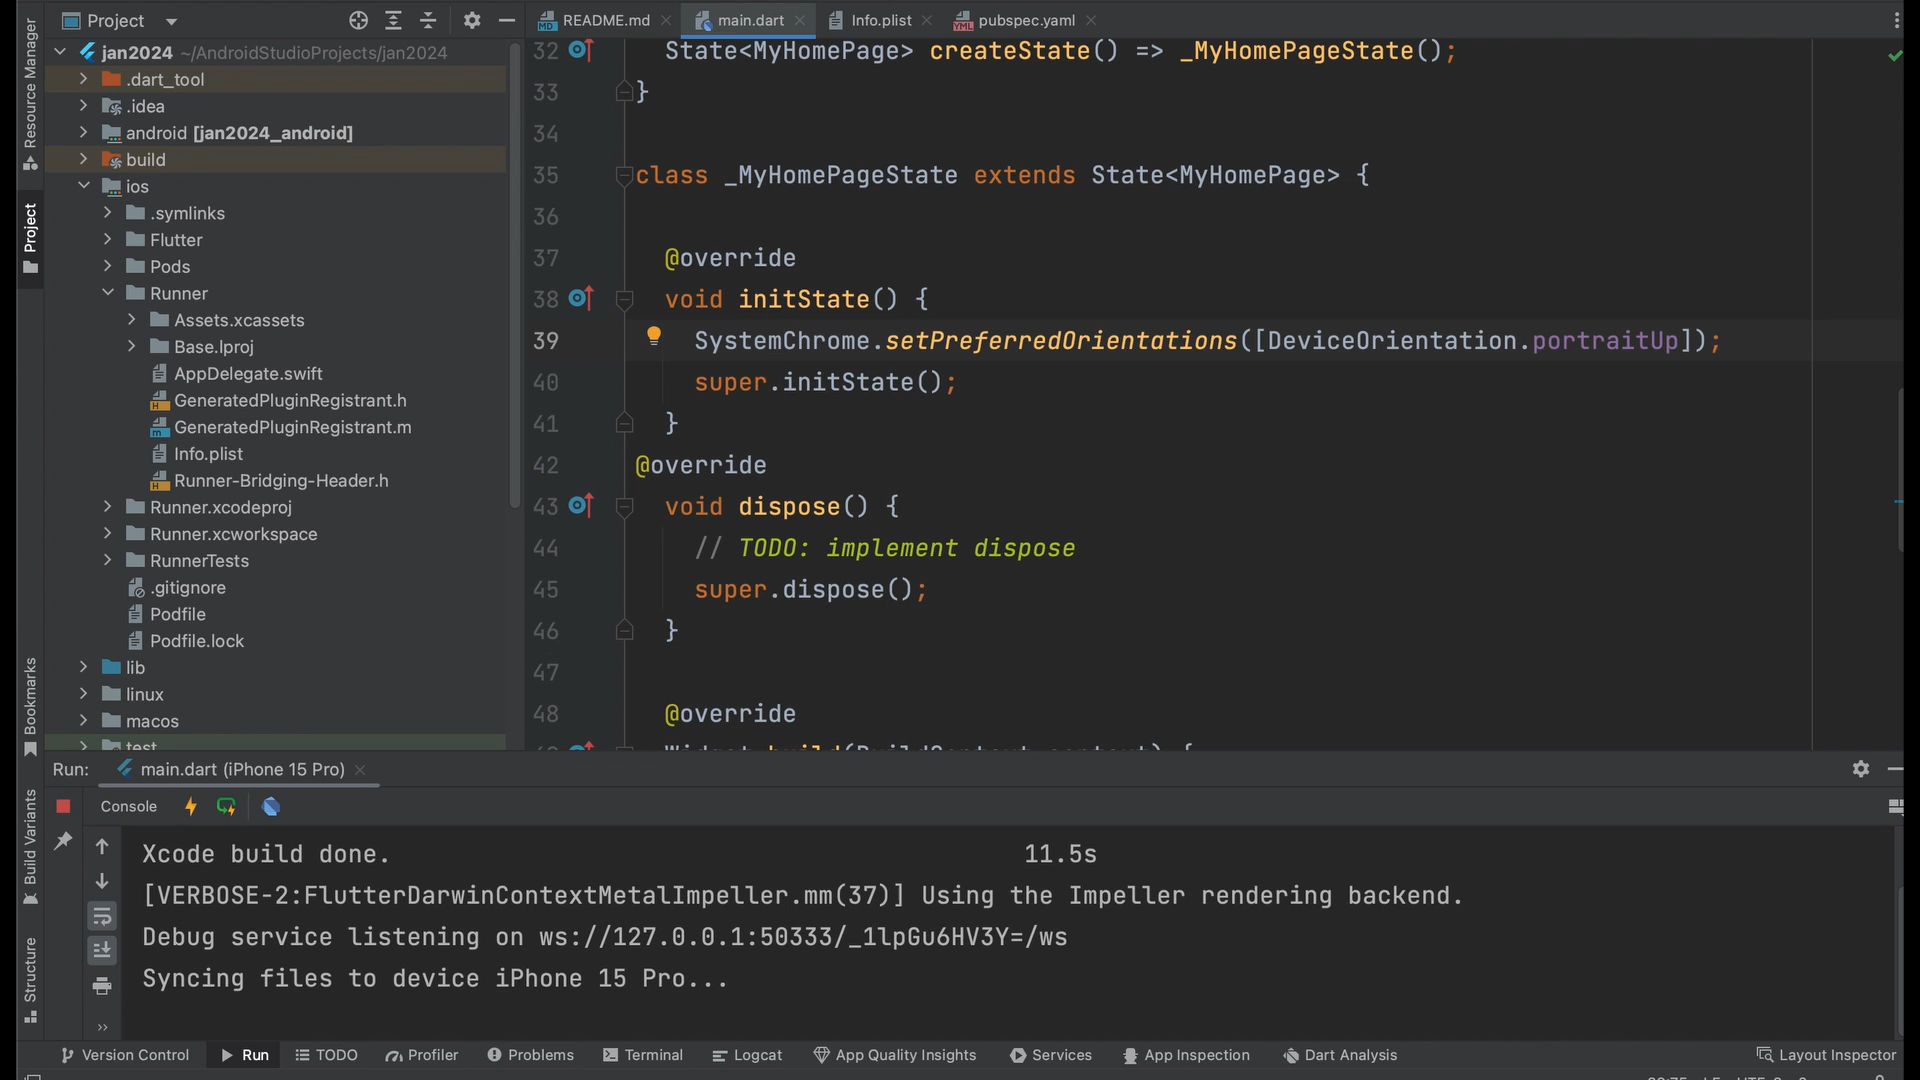 Project
README.md
main.dart
Info.plist
pubspec.yaml
Resource Manager
Project
Bookmarks
Build Variants
Structure
jan2024 ~/AndroidStudioProjects/jan2024
.dart_tool
.idea
android [jan2024_android]
build
ios
.symlinks
Flutter
Pods
Runner
Assets.xcassets
Base.lproj
AppDelegate.swift
GeneratedPluginRegistrant.h
GeneratedPluginRegistrant.m
Info.plist
Runner-Bridging-Header.h
Runner.xcodeproj
Runner.xcworkspace
RunnerTests
.gitignore
Podfile
Podfile.lock
lib
linux
macos
test
32 State<MyHomePage> createState() => _MyHomePageState();
33 }
34
35 class _MyHomePageState extends State<MyHomePage> {
36
37 @override
38 void initState() {
39 SystemChrome.setPreferredOrientations([DeviceOrientation.portraitUp]);
40 super.initState();
41 }
42 @override
43 void dispose() {
44 // TODO: implement dispose
45 super.dispose();
46 }
47
48 @override
Widget build(BuildContext context) {
Run: main.dart (iPhone 15 Pro)
Console
Xcode build done. 11.5s
[VERBOSE-2:FlutterDarwinContextMetalImpeller.mm(37)] Using the Impeller rendering backend.
Debug service listening on ws://127.0.0.1:50333/_1lpGu6HV3Y=/ws
Syncing files to device iPhone 15 Pro...
Version Control
Run
TODO
Profiler
Problems
Terminal
Logcat
App Quality Insights
Services
App Inspection
Dart Analysis
Layout Inspector